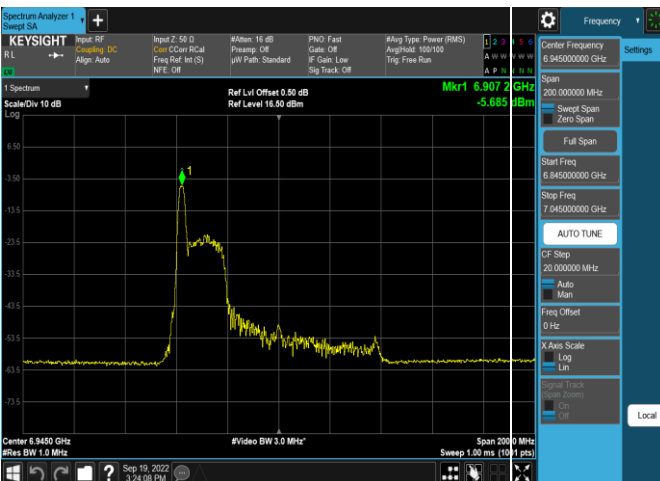 Spectrum Analyzer 1
Swept SA
+
Frequency
KEYSIGHT
Input: RF
Input Z: 50 Ω
#Atten: 16 dB
PNO: Fast
#Avg Type: Power (RMS)
1 2 3 4 5 6
RL
Coupling: DC
Corr CCorr RCal
Preamp: Off
Gate: Off
Avg|Hold: 100/100
A W W W W W
Align: Auto
Freq Ref: Int (S)
µW Path: Standard
IF Gain: Low
Trig: Free Run
NFE: Off
Sig Track: Off
A P N N N N
LW
1 Spectrum
Ref Lvl Offset 0.50 dB
Mkr1 6.907 2 GHz
Scale/Div 10 dB
Ref Level 16.50 dBm
-5.685 dBm
Log
1
6.50
-3.50
-13.5
-23.5
-33.5
-43.5
-53.5
-63.5
-73.5
Center 6.9450 GHz
#Video BW 3.0 MHz*
Span 200.0 MHz
#Res BW 1.0 MHz
Sweep 1.00 ms (1001 pts)
Sep 19, 2022
3:24:08 PM
?
Center Frequency
6.945000000 GHz
Settings
Span
200.000000 MHz
Swept Span
Zero Span
Full Span
Start Freq
6.845000000 GHz
Stop Freq
7.045000000 GHz
AUTO TUNE
CF Step
20.000000 MHz
Auto
Man
Freq Offset
0 Hz
X Axis Scale
Log
Lin
Signal Track
(Span Zoom)
On
Off
Local